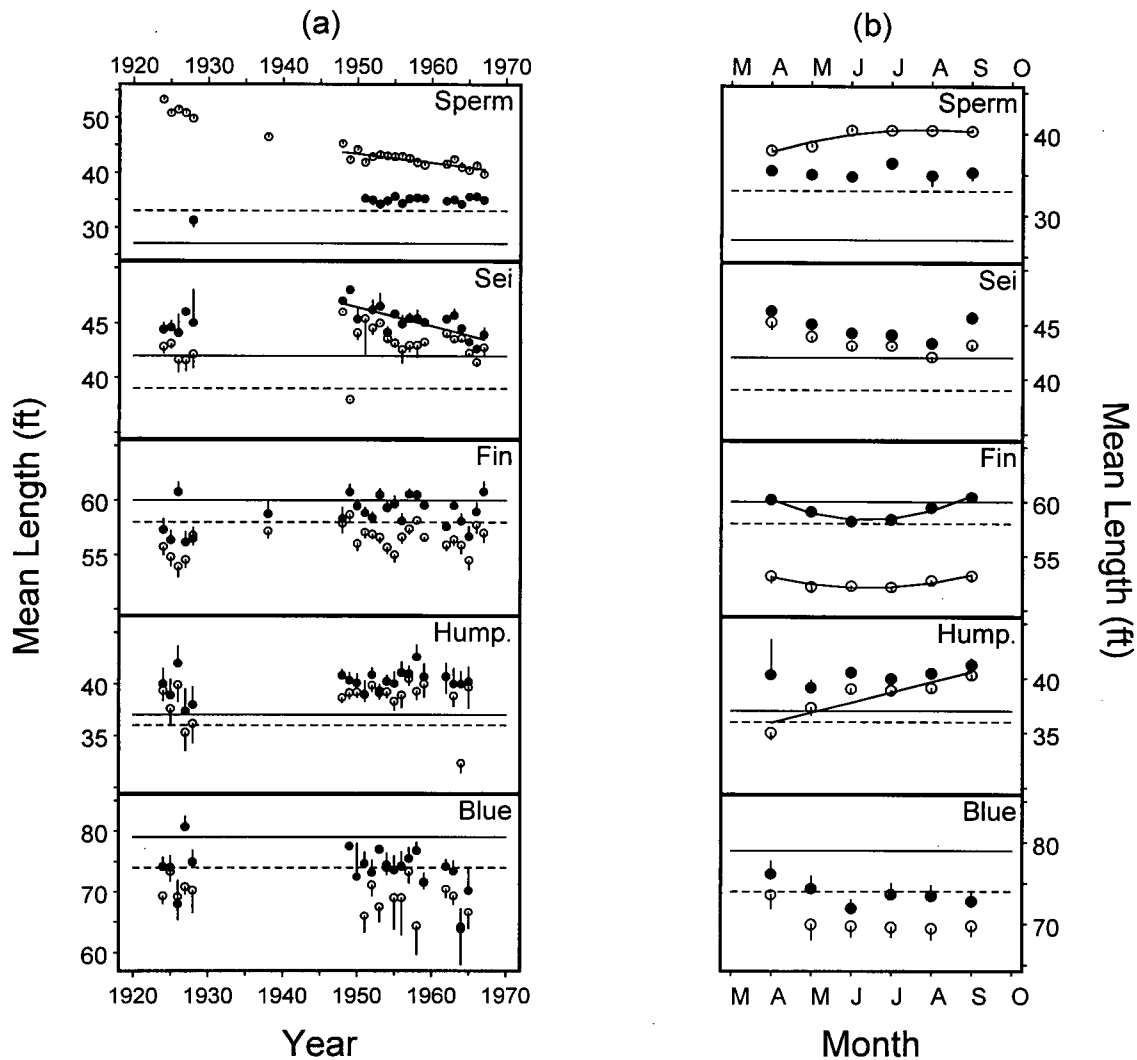 (a)
1920 1930 1940 1950 1960 1970
Sperm
50
40
30
Sei
45
40
Fin
60
55
Hump.
40
35
Blue
80
70
60
1920 1930 1940 1950 1960 1970
Year
Mean Length (ft)
(b)
M A M J J A S O
Sperm
40
30
Sei
45
40
Fin
60
55
Hump.
40
35
Blue
80
70
M A M J J A S O
Month
Mean Length (ft)